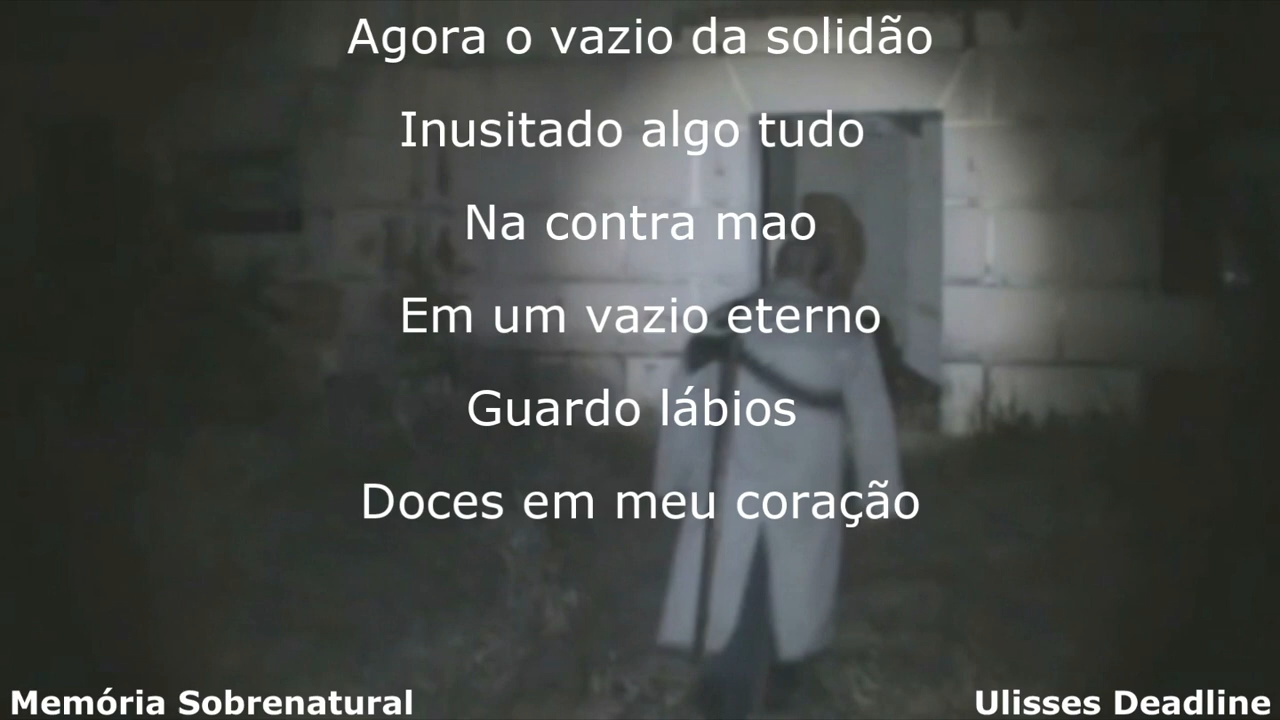 Agora o vazio da solidão
Inusitado algo tudo
Na contra mao
Em um vazio eterno
Guardo lábios
Doces em meu coração
Memória Sobrenatural
Ulisses Deadline